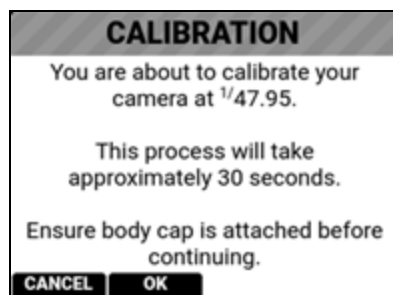 CALIBRATION
You are about to calibrate your
camera at ¹/47.95.
This process will take
approximately 30 seconds.
Ensure body cap is attached before
continuing.
CANCEL OK